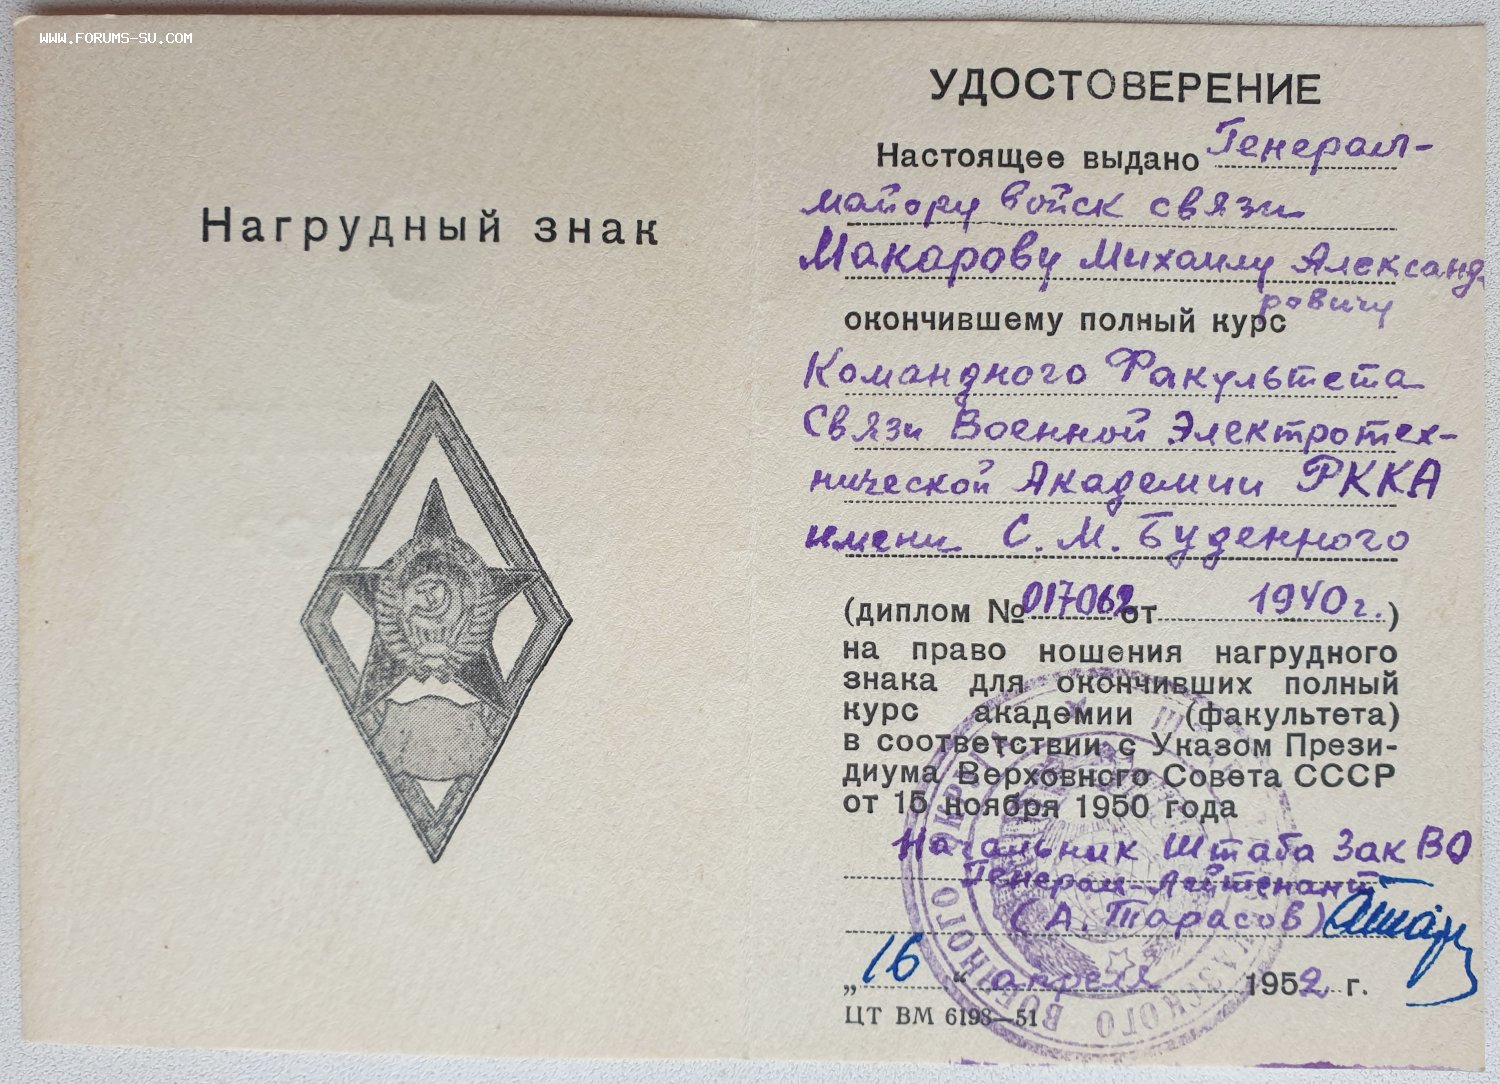 WWW.FORUMS-SU.COM
Нагрудный знак
УДОСТОВЕРЕНИЕ
Настоящее выдано Генерал-
майору войск связи
Макарову Михаилу Александ-
ровичу
окончившему полный курс
Командного Факультета
Связи Военной Электротех-
нической Академии РККА
имени С. М. Буденного
(диплом № 017062 от 1940 г.)
на право ношения нагрудного
знака для окончивших полный
курс академии (факультета)
в соответствии с Указом Прези-
диума Верховного Совета СССР
от 15 ноября 1950 года
Начальник Штаба ЗакВО
Генерал-Лейтенант
(А. Тарасов)
„16“ апреля 1952 г.
ЦТ ВМ 6198—51
ВОЕННОГО ОКРУГА